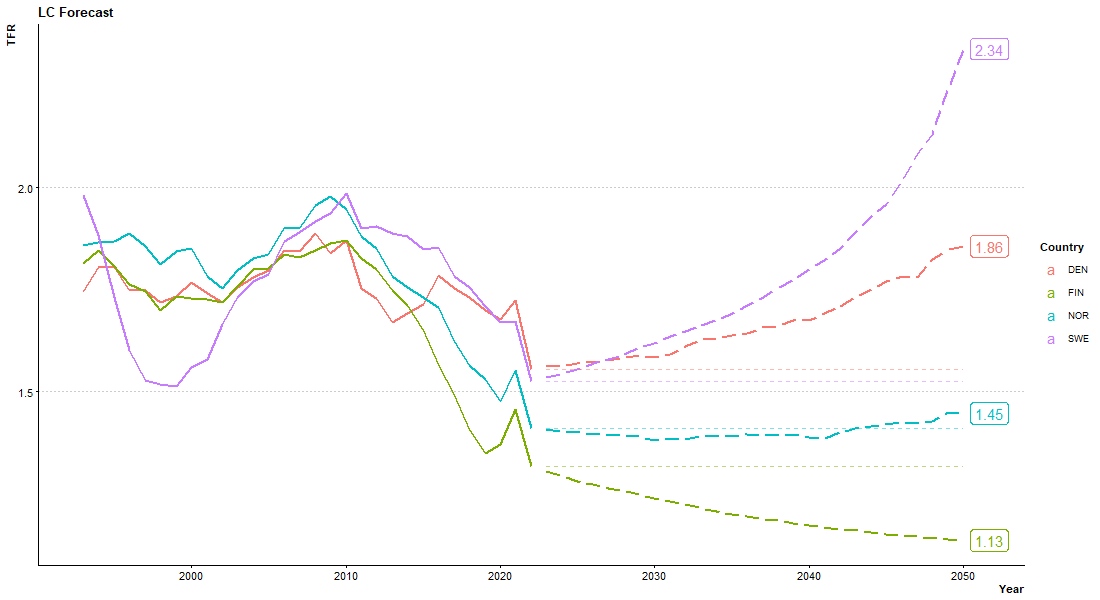 LC Forecast
TFR
2.34
2.0
1.86
Country
a DEN
a FIN
a NOR
a SWE
1.5
1.45
1.13
2000 2010 2020 2030 2040 2050
Year